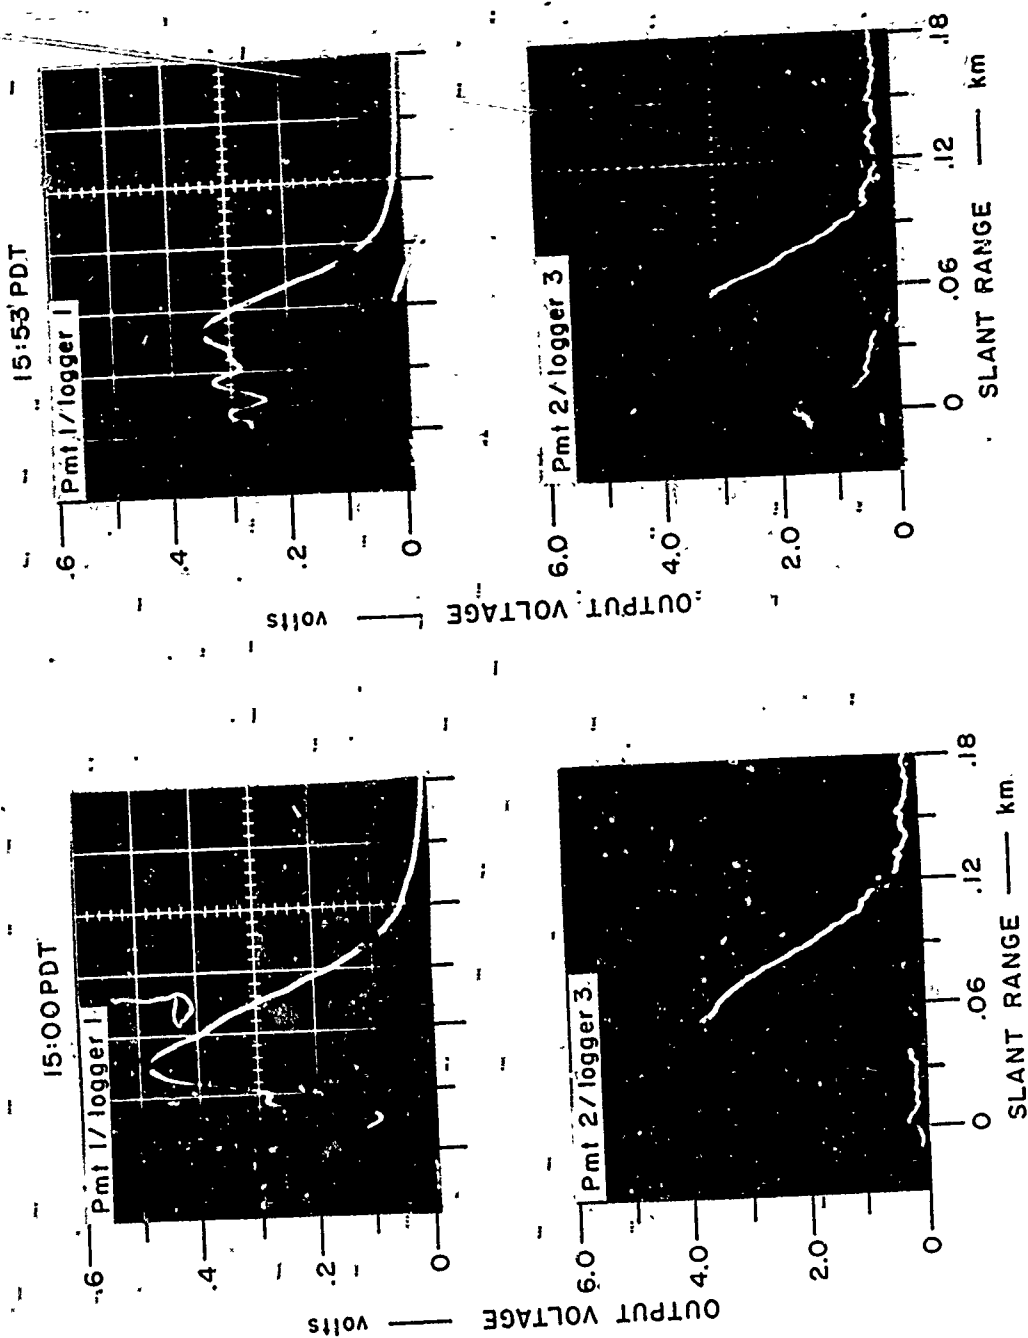 15:00 PDT
Pmt 1/logger 1
.6
.4
.2
0
Pmt 2/logger 3
6.0
4.0
2.0
0
OUTPUT VOLTAGE — volts
0 .06 .12 .18
SLANT RANGE — km
15:53 PDT
Pmt 1/logger 1
.6
.4
.2
0
Pmt 2/logger 3
6.0
4.0
2.0
0
OUTPUT VOLTAGE — volts
0 .06 .12 .18
SLANT RANGE — km